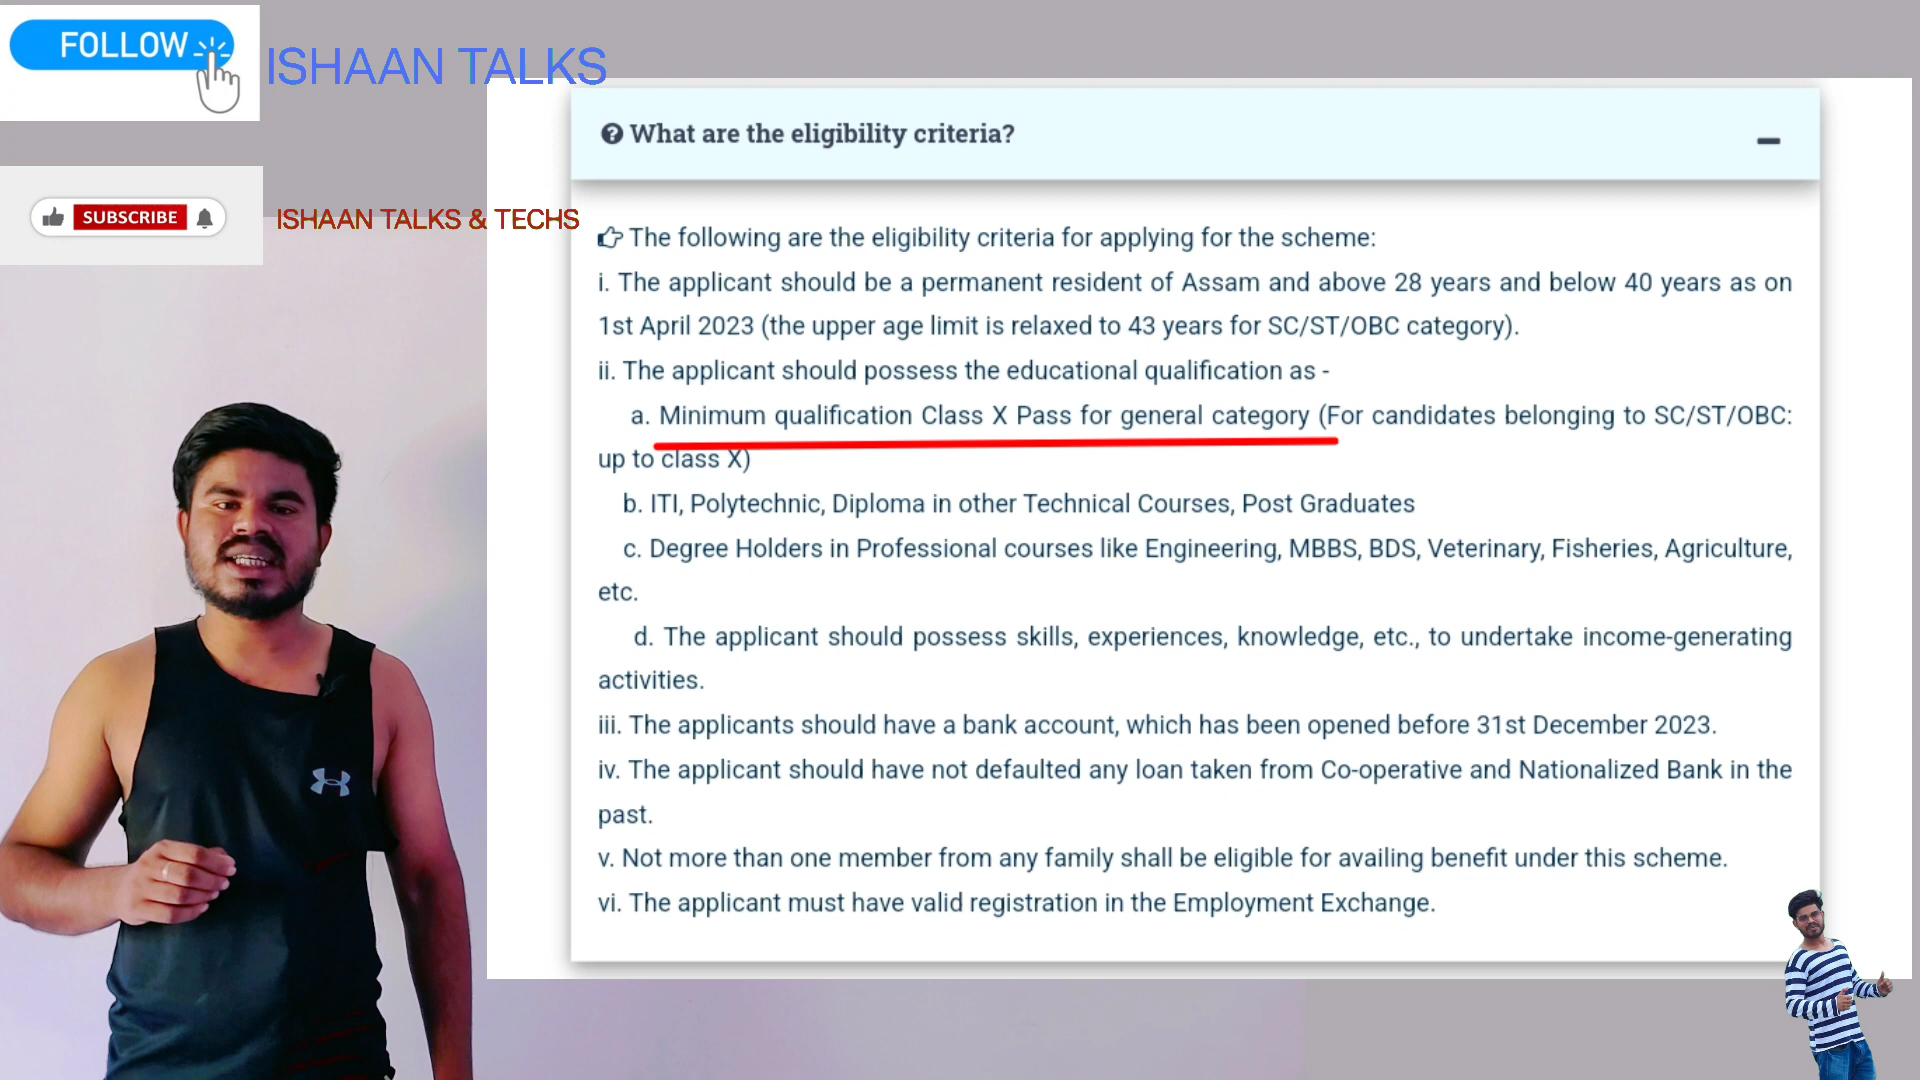 FOLLOW
ISHAAN TALKS
SUBSCRIBE
ISHAAN TALKS & TECHS
What are the eligibility criteria?
The following are the eligibility criteria for applying for the scheme:
i. The applicant should be a permanent resident of Assam and above 28 years and below 40 years as on
1st April 2023 (the upper age limit is relaxed to 43 years for SC/ST/OBC category).
ii. The applicant should possess the educational qualification as -
a. Minimum qualification Class X Pass for general category (For candidates belonging to SC/ST/OBC:
up to class X)
b. ITI, Polytechnic, Diploma in other Technical Courses, Post Graduates
c. Degree Holders in Professional courses like Engineering, MBBS, BDS, Veterinary, Fisheries, Agriculture,
etc.
d. The applicant should possess skills, experiences, knowledge, etc., to undertake income-generating
activities.
iii. The applicants should have a bank account, which has been opened before 31st December 2023.
iv. The applicant should have not defaulted any loan taken from Co-operative and Nationalized Bank in the
past.
v. Not more than one member from any family shall be eligible for availing benefit under this scheme.
vi. The applicant must have valid registration in the Employment Exchange.